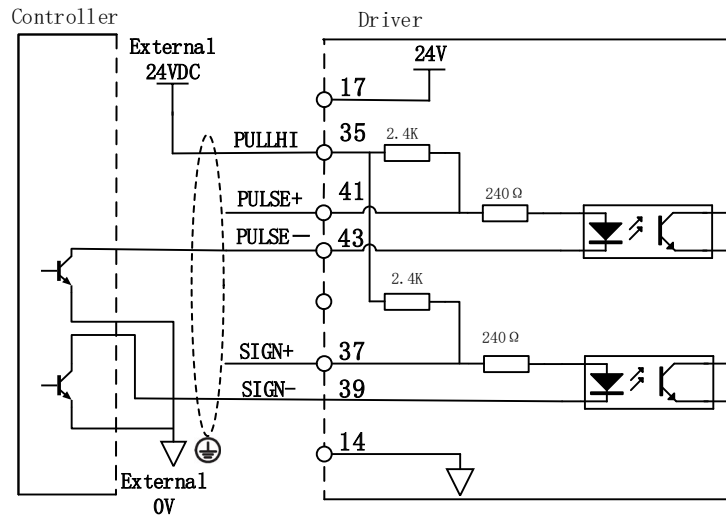 Controller
Driver
External
24VDC
24V
17
PULLHI
35
2.4K
PULSE+
41
240Ω
PULSE-
43
2.4K
SIGN+
37
240Ω
SIGN-
39
14
External
0V